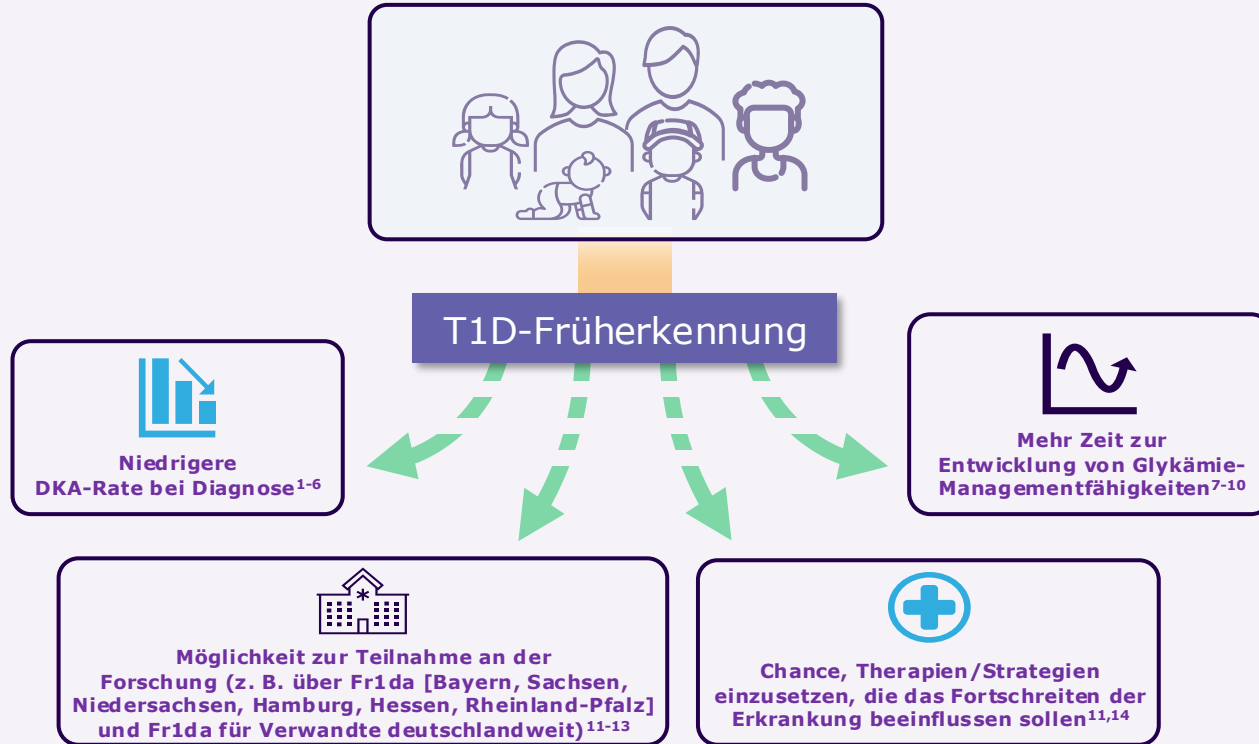 T1D-Früherkennung
Niedrigere
DKA-Rate bei Diagnose1-6
Mehr Zeit zur
Entwicklung von Glykämie-
Managementfähigkeiten7-10
Möglichkeit zur Teilnahme an der
Forschung (z. B. über Fr1da [Bayern, Sachsen,
Niedersachsen, Hamburg, Hessen, Rheinland-Pfalz]
und Fr1da für Verwandte deutschlandweit)11-13
Chance, Therapien/Strategien
einzusetzen, die das Fortschreiten der
Erkrankung beeinflussen sollen11,14